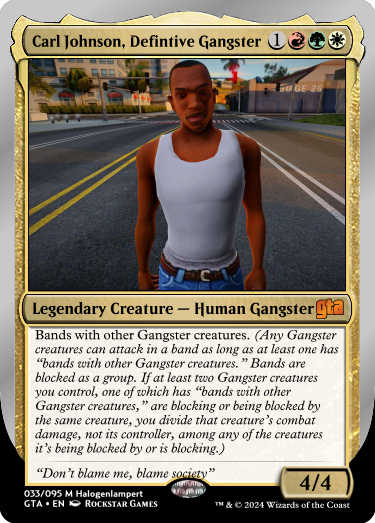 Carl Johnson, Defintive Gangster 1
Legendary Creature — Human Gangster gta
Bands with other Gangster creatures. (Any Gangster
creatures can attack in a band as long as at least one has
“bands with other Gangster creatures.” Bands are
blocked as a group. If at least two Gangster creatures
you control, one of which has “bands with other
Gangster creatures,” are blocking or being blocked by
the same creature, you divide that creature’s combat
damage, not its controller, among any of the creatures
it’s being blocked by or is blocking.)
“Don’t blame me, blame society”
4/4
033/095 M Halogenlampert
GTA • EN Rockstar Games
™ & © 2024 Wizards of the Coast